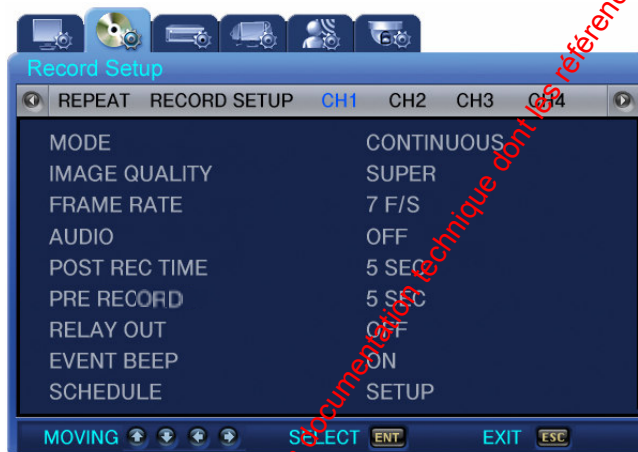 Record Setup
REPEAT RECORD SETUP CH1 CH2 CH3 CH4
MODE CONTINUOUS
IMAGE QUALITY SUPER
FRAME RATE 7 F/S
AUDIO OFF
POST REC TIME 5 SEC
PRE RECORD 5 SEC
RELAY OUT OFF
EVENT BEEP ON
SCHEDULE SETUP
MOVING SELECT ENT EXIT ESC
documentation technique dont les référen